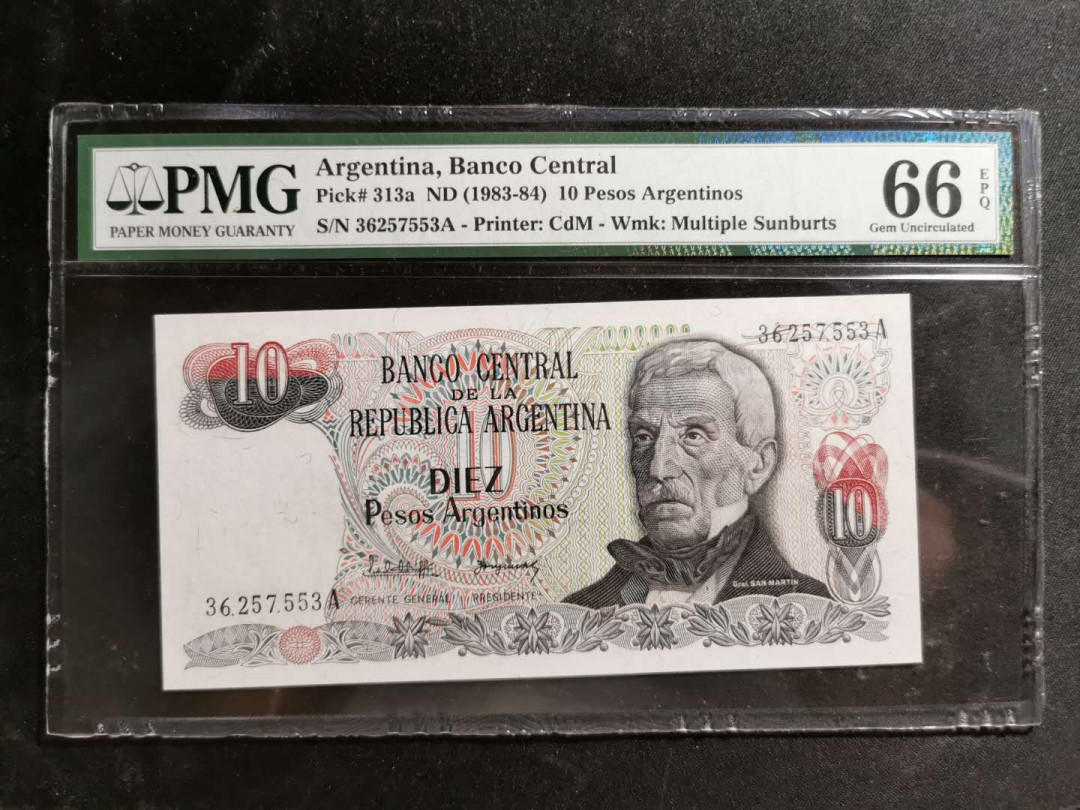 PMG
PAPER MONEY GUARANTY
Argentina, Banco Central
Pick# 313a ND (1983-84) 10 Pesos Argentinos
S/N 36257553A - Printer: CdM - Wmk: Multiple Sunburts
66
EPQ
Gem Uncirculated
36.257.553 A
10
BANCO CENTRAL
DE LA
REPUBLICA ARGENTINA
10
DIEZ
Pesos Argentinos
10
Gral. SAN MARTIN
36.257.553 A
GERENTE GENERAL
PRESIDENTE